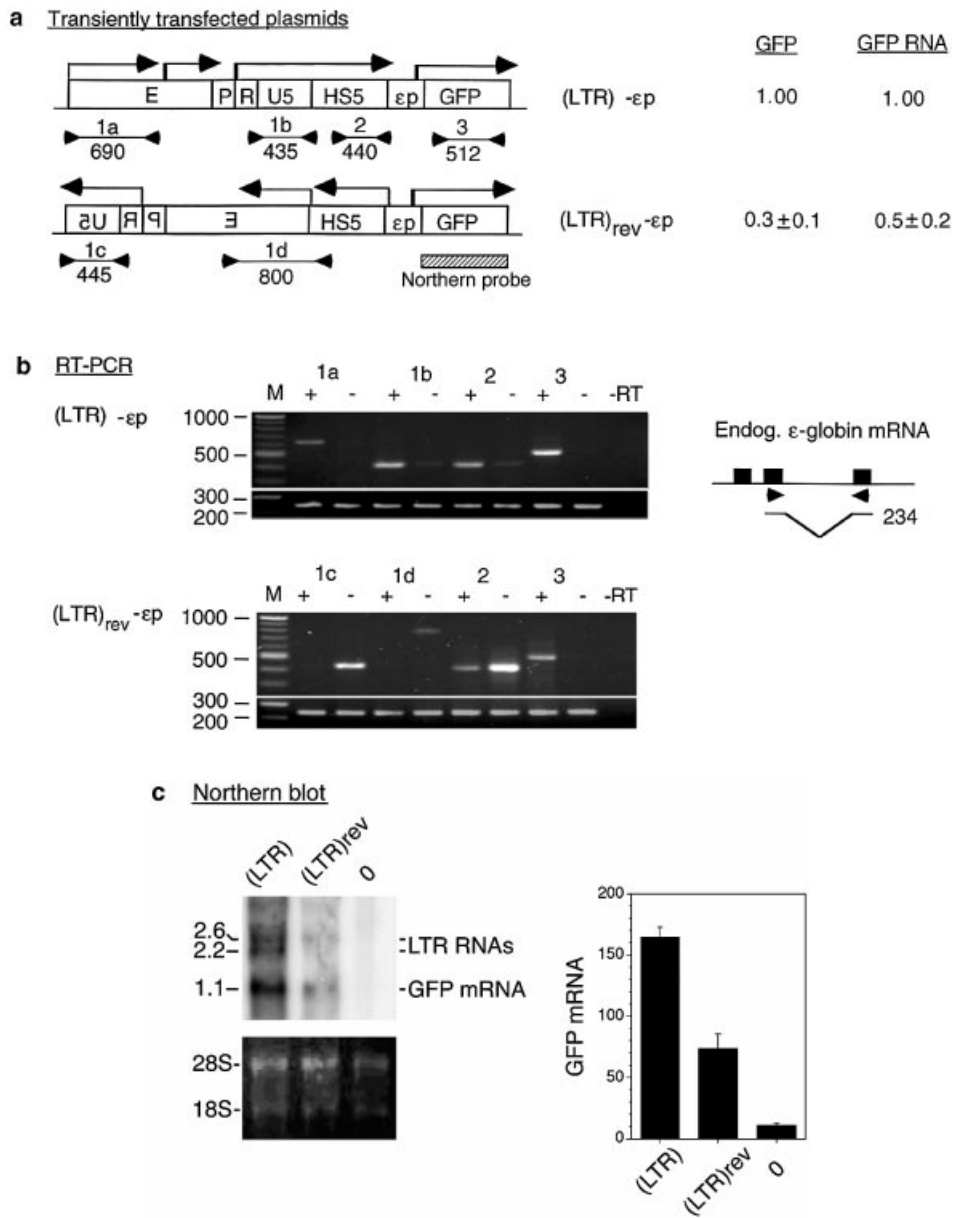 a Transiently transfected plasmids
GFP GFP RNA
E P R U5 HS5 εp GFP
(LTR) -εp 1.00 1.00
1a 1b 2 3
690 435 440 512
U5 R P E HS5 εp GFP
(LTR)rev-εp 0.3±0.1 0.5±0.2
1c 1d
445 800 Northern probe
b RT-PCR
1a 1b 2 3
M + - + - + - + - -RT
(LTR) -εp
1000
500
300
200
Endog. ε-globin mRNA
234
1c 1d 2 3
M + - + - + - + - -RT
(LTR)rev-εp
1000
500
300
200
c Northern blot
(LTR) (LTR)rev 0
2.6
2.2
1.1
LTR RNAs
GFP mRNA
28S
18S
200
150
100
50
0
GFP mRNA
(LTR) (LTR)rev 0